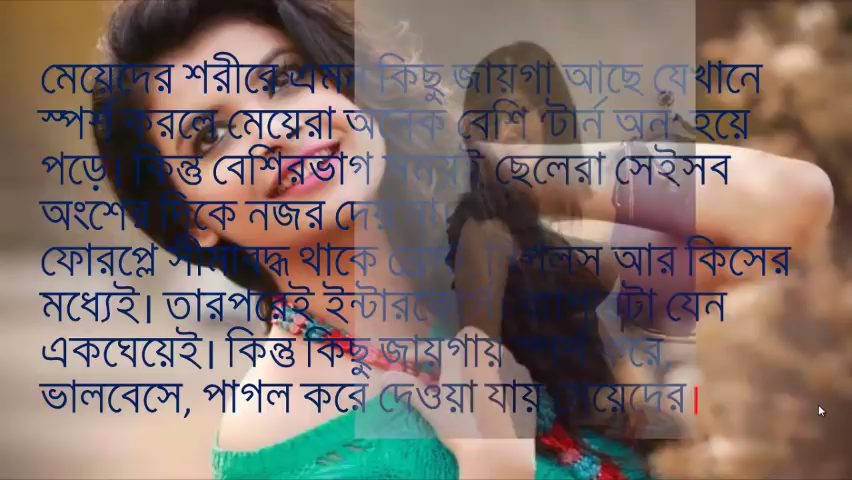 মেয়েদের শরীরে এমন কিছু জায়গা আছে যেখানে
স্পর্শ করলে মেয়েরা অনেক বেশি ‘টার্ন অন’ হয়ে
পড়ে। কিন্তু বেশিরভাগ সময়ই ছেলেরা সেইসব
অংশের দিকে নজর দেয় না।
ফোরপ্লে সীমাবদ্ধ থাকে আর কিসের
মধ্যেই। তারপরেই যেন
একঘেয়েই। কিন্তু কিছু জায়গায় স্পর্শ করে,
ভালবেসে, পাগল করে দেওয়া যায় মেয়েদের।